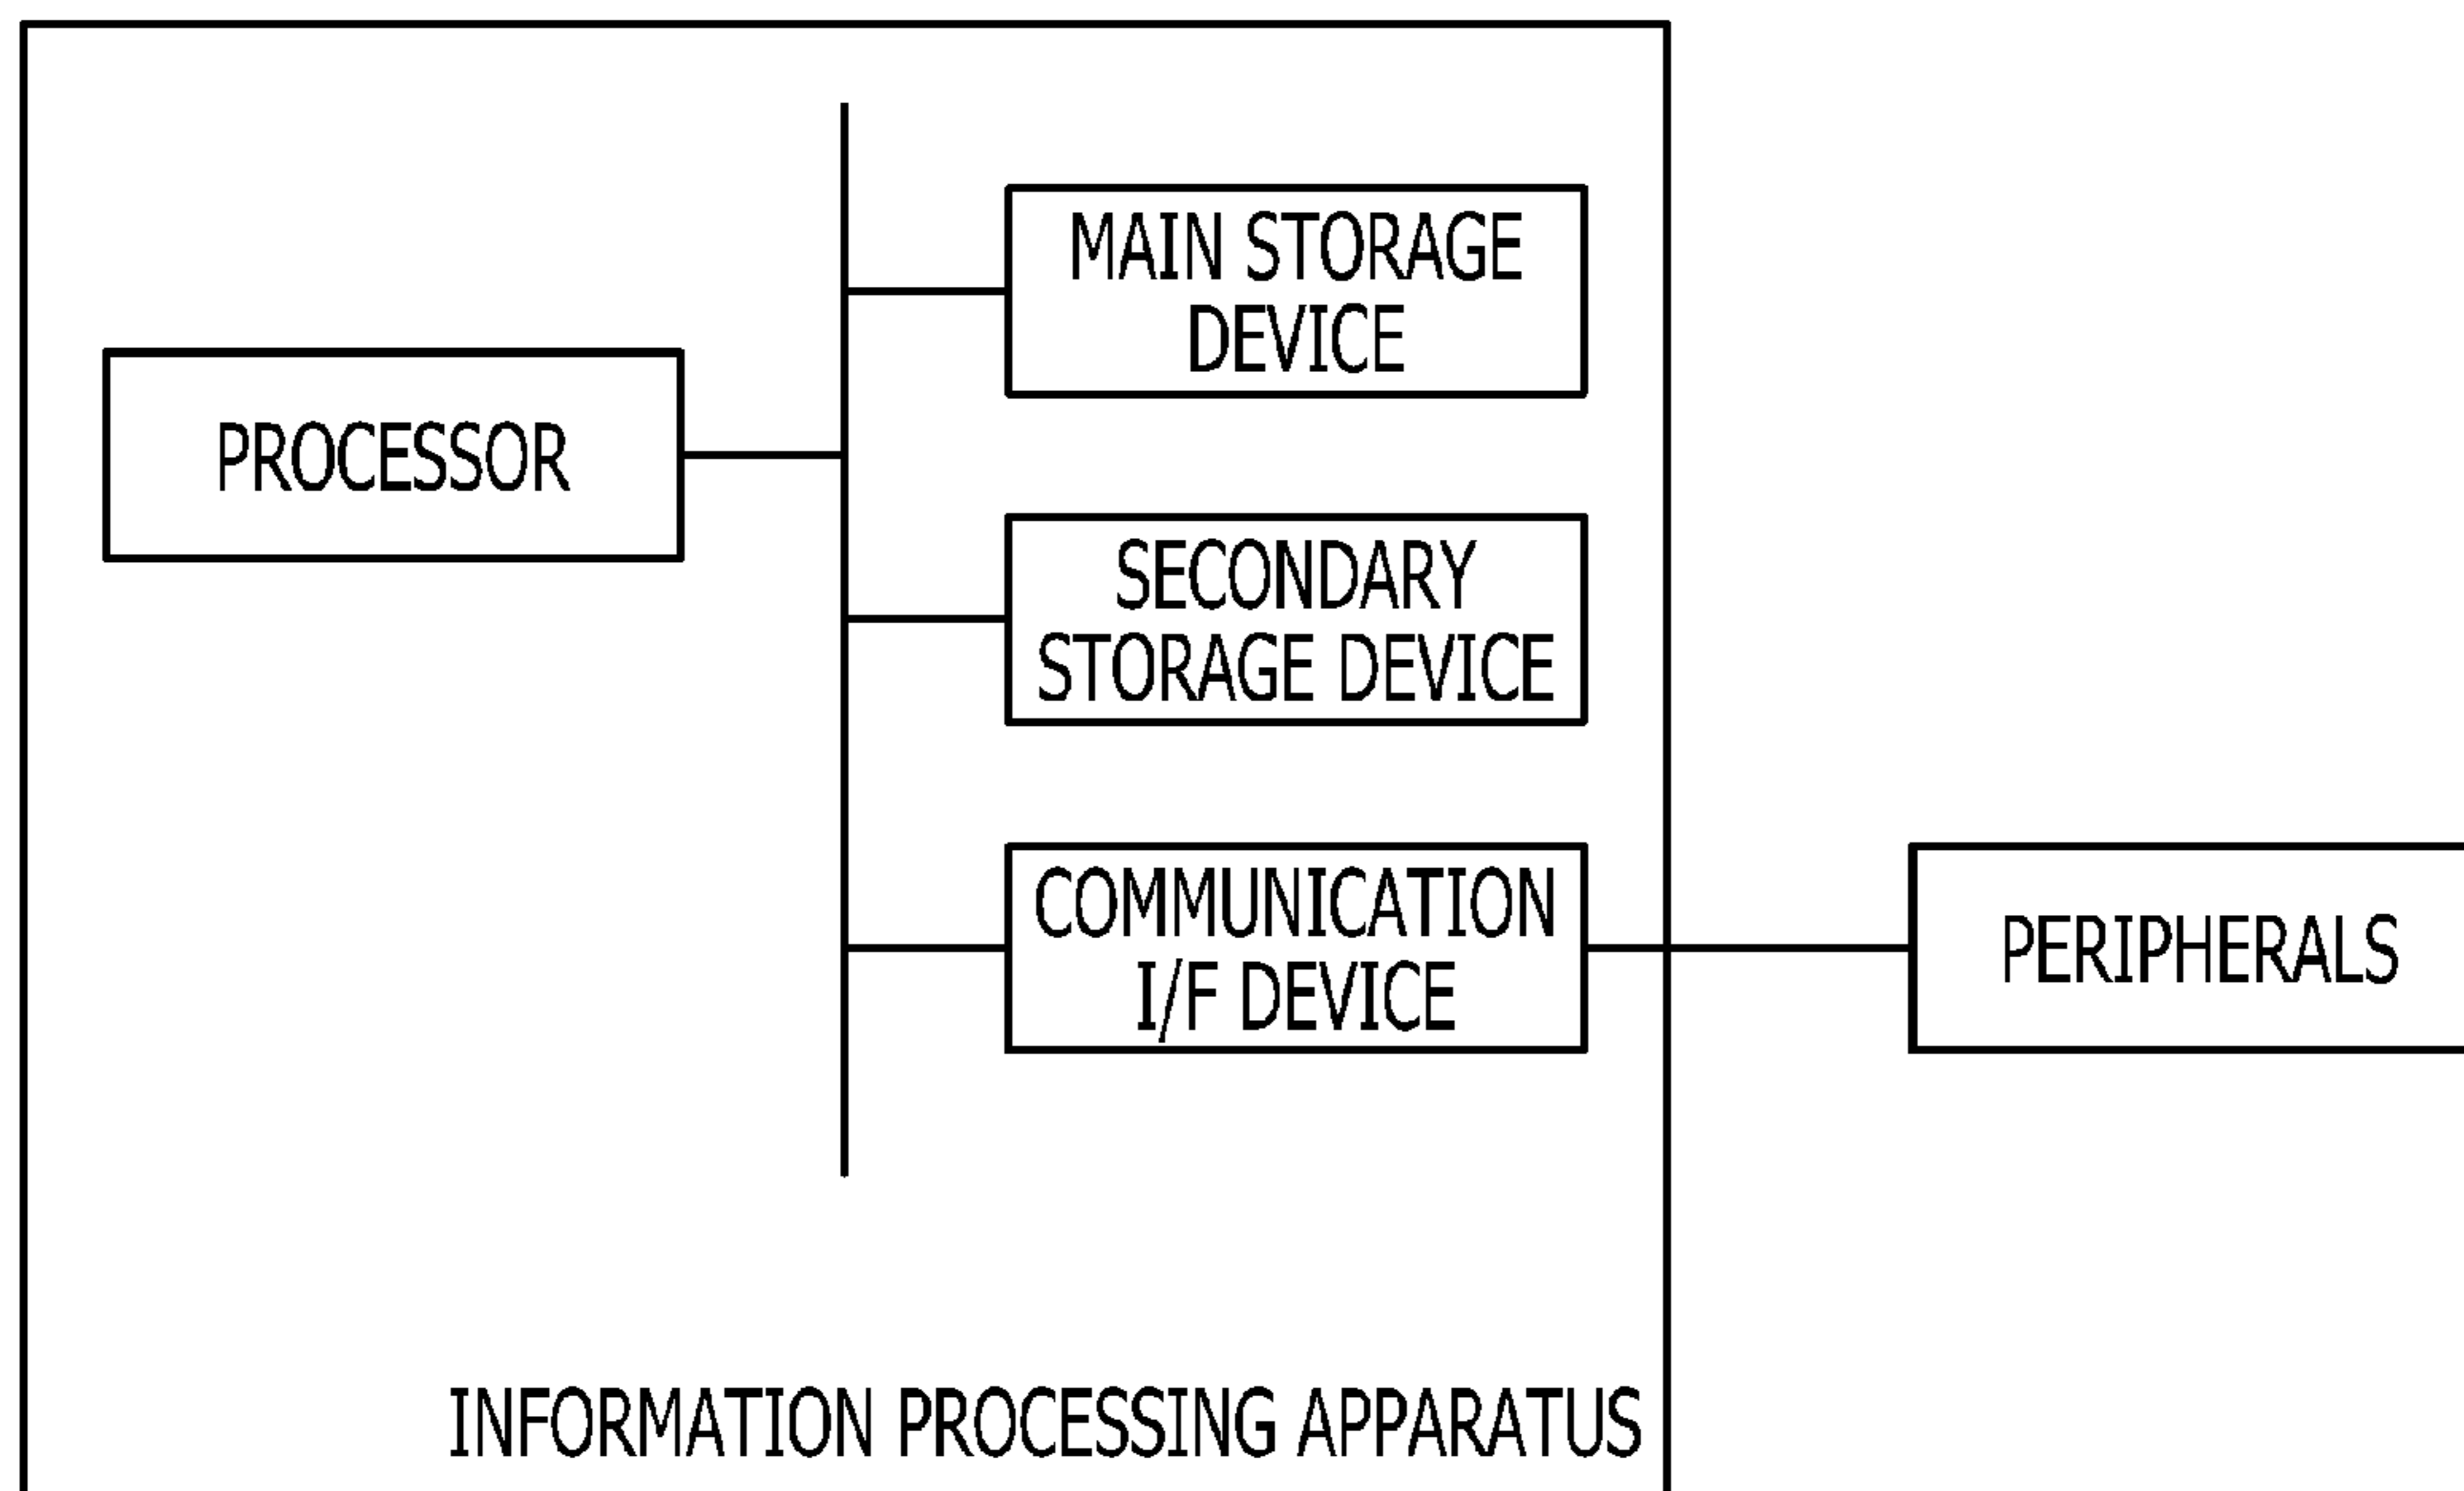 MAIN STORAGE
DEVICE
PROCESSOR
SECONDARY
STORAGE DEVICE
COMMUNICATION
I/F DEVICE
PERIPHERALS
INFORMATION PROCESSING APPARATUS